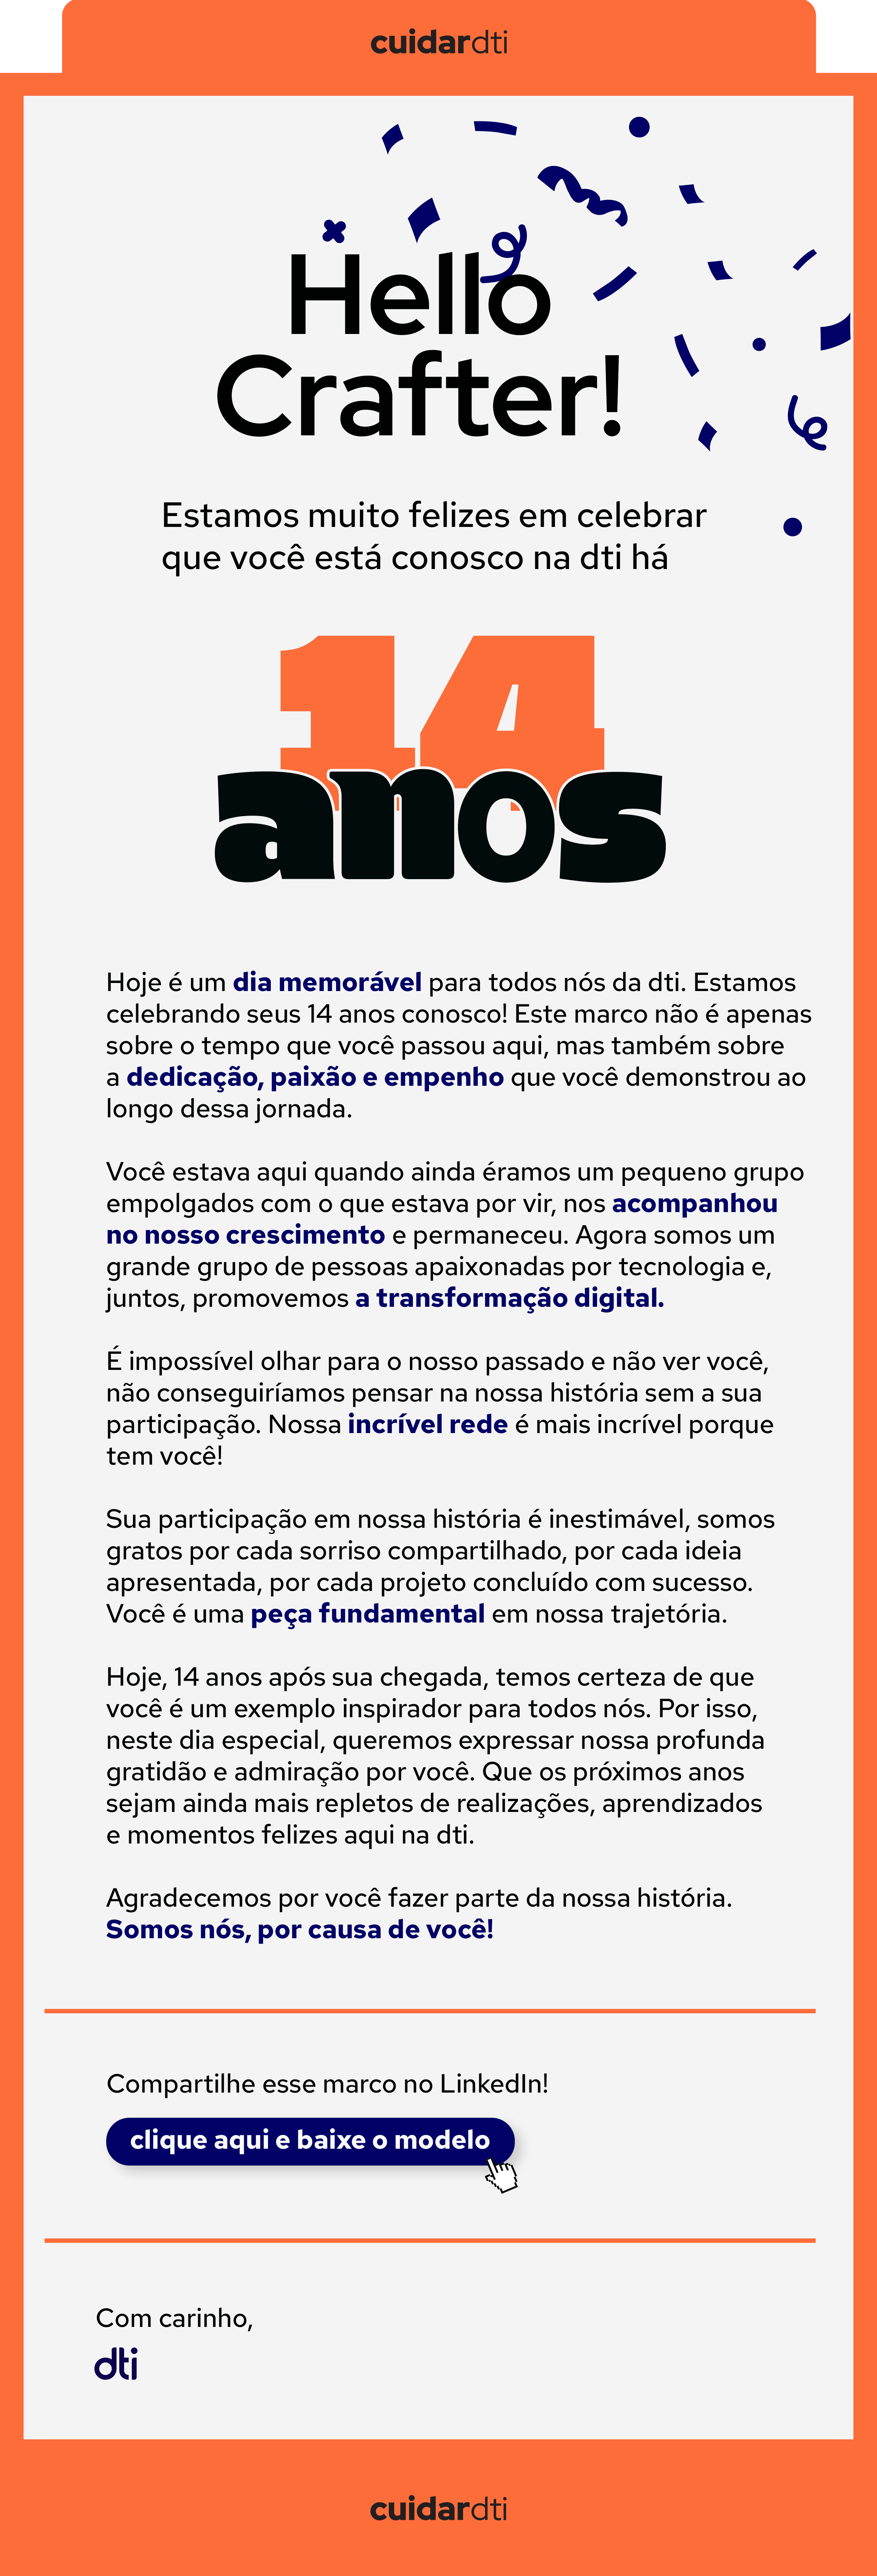 cuidardti
Hello
Crafter!
Estamos muito felizes em celebrar
que você está conosco na dti há
14
anos
Hoje é um dia memorável para todos nós da dti. Estamos
celebrando seus 14 anos conosco! Este marco não é apenas
sobre o tempo que você passou aqui, mas também sobre
a dedicação, paixão e empenho que você demonstrou ao
longo dessa jornada.
Você estava aqui quando ainda éramos um pequeno grupo
empolgados com o que estava por vir, nos acompanhou
no nosso crescimento e permaneceu. Agora somos um
grande grupo de pessoas apaixonadas por tecnologia e,
juntos, promovemos a transformação digital.
É impossível olhar para o nosso passado e não ver você,
não conseguiríamos pensar na nossa história sem a sua
participação. Nossa incrível rede é mais incrível porque
tem você!
Sua participação em nossa história é inestimável, somos
gratos por cada sorriso compartilhado, por cada ideia
apresentada, por cada projeto concluído com sucesso.
Você é uma peça fundamental em nossa trajetória.
Hoje, 14 anos após sua chegada, temos certeza de que
você é um exemplo inspirador para todos nós. Por isso,
neste dia especial, queremos expressar nossa profunda
gratidão e admiração por você. Que os próximos anos
sejam ainda mais repletos de realizações, aprendizados
e momentos felizes aqui na dti.
Agradecemos por você fazer parte da nossa história.
Somos nós, por causa de você!
Compartilhe esse marco no LinkedIn!
clique aqui e baixe o modelo
Com carinho,
dti
cuidardti